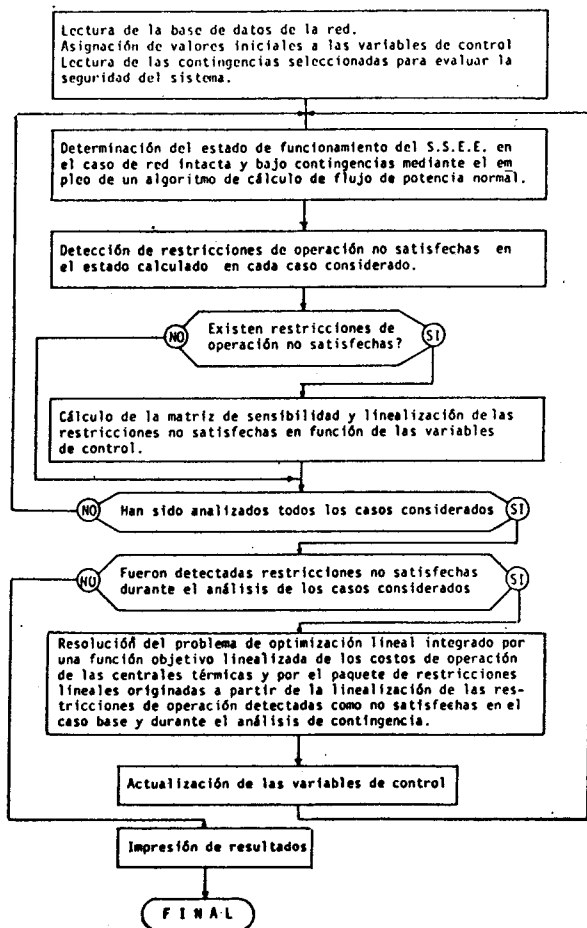 Lectura de la base de datos de la red.
Asignación de valores iniciales a las variables de control
Lectura de las contingencias seleccionadas para evaluar la
seguridad del sistema.
Determinación del estado de funcionamiento del S.S.E.E. en
el caso de red intacta y bajo contingencias mediante el em
pleo de un algoritmo de cálculo de flujo de potencia normal.
Detección de restricciones de operación no satisfechas en
el estado calculado en cada caso considerado.
NO
Existen restricciones de
operación no satisfechas?
SI
Cálculo de la matriz de sensibilidad y linealización de las
restricciones no satisfechas en función de las variables
de control.
NO
Han sido analizados todos los casos considerados
SI
NO
Fueron detectadas restricciones no satisfechas
durante el análisis de los casos considerados
SI
Resolución del problema de optimización lineal integrado por
una función objetivo linealizada de los costos de operación
de las centrales térmicas y por el paquete de restricciones
lineales originadas a partir de la linealización de las res-
tricciones de operación detectadas como no satisfechas en el
caso base y durante el análisis de contingencia.
Actualización de las variables de control
Impresión de resultados
F I N A L